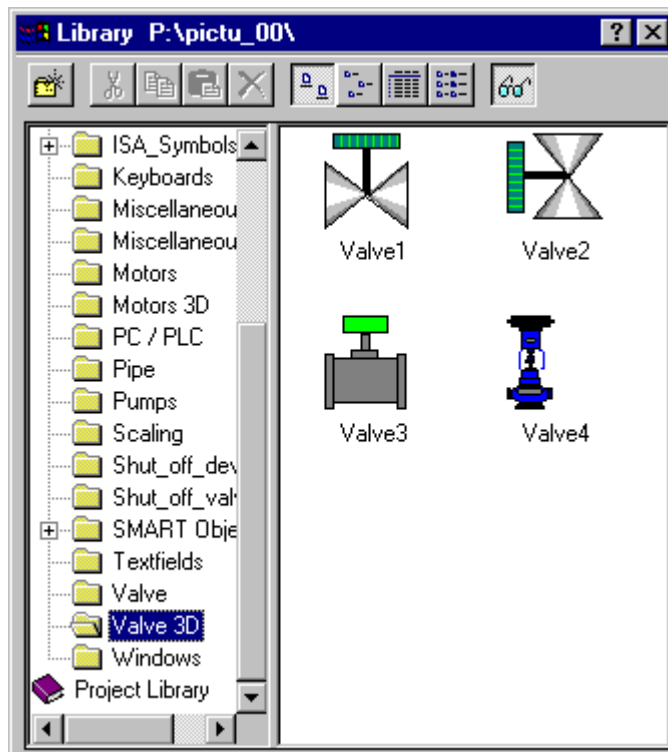 Library P:\pictu_00\
ISA_Symbols
Keyboards
Miscellaneou
Miscellaneou
Motors
Motors 3D
PC / PLC
Pipe
Pumps
Scaling
Shut_off_dev
Shut_off_val
SMART Obje
Textfields
Valve
Valve 3D
Windows
Project Library
Valve1
Valve2
Valve3
Valve4